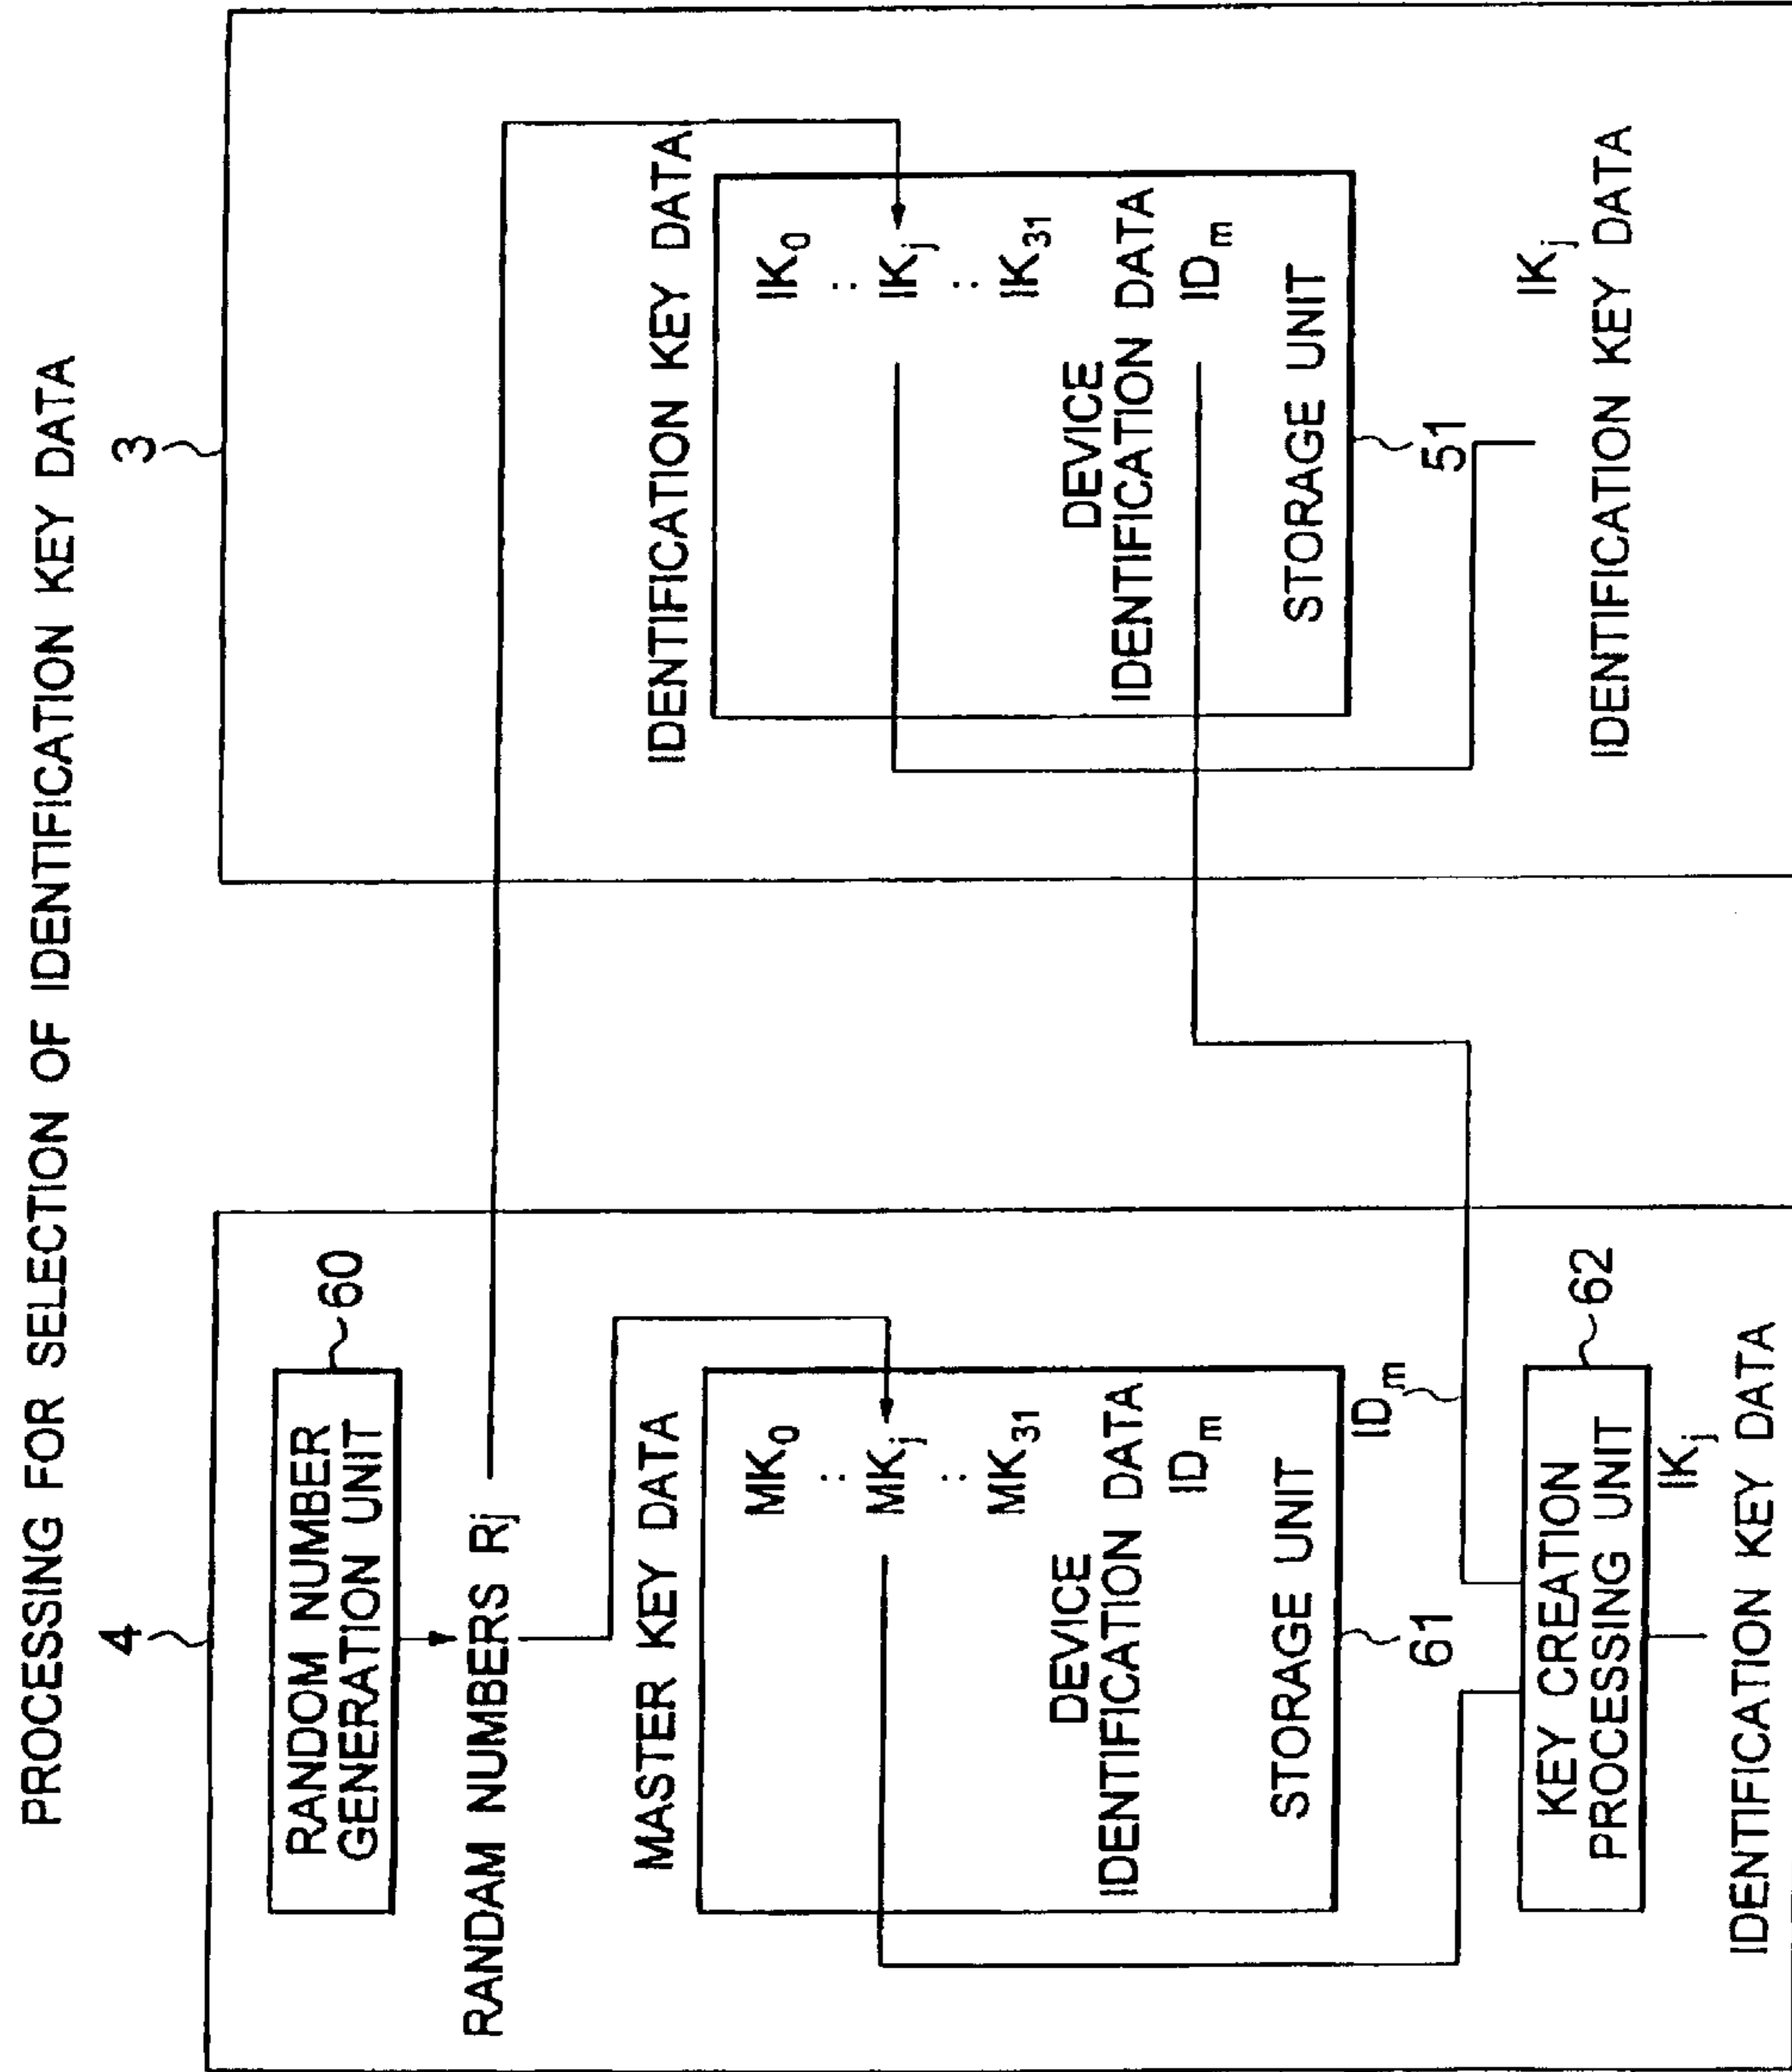 PROCESSING FOR SELECTION OF IDENTIFICATION KEY DATA
4
RANDOM NUMBER
GENERATION UNIT
60
RANDAM NUMBERS Rj
MASTER KEY DATA
MK0
:
MKj
:
MK31
DEVICE
IDENTIFICATION DATA
IDm
STORAGE UNIT
61
IDm
KEY CREATION
PROCESSING UNIT
62
IKj
IDENTIFICATION KEY DATA
3
IDENTIFICATION KEY DATA
IK0
:
IKj
:
IK31
DEVICE
IDENTIFICATION DATA
IDm
STORAGE UNIT
51
IKj
IDENTIFICATION KEY DATA